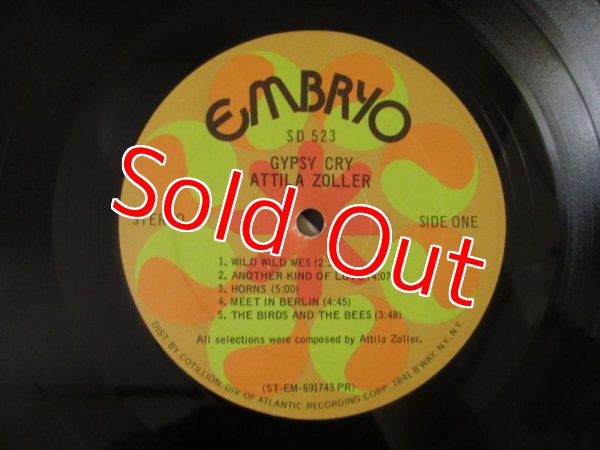 EMBRYO
SD 523
GYPSY CRY
ATTILA ZOLLER
Sold Out
SIDE ONE
1. WILD WILD WES
2. ANOTHER KIND OF (4:07
3. HORNS (5:00)
4. MEET IN BERLIN (4:45)
5. THE BIRDS AND THE BEES (3:48)
All selections were composed by Attila Zoller.
(ST-EM-691743 PR)
DIST. BY COTILLION, DIV. OF ATLANTIC RECORDING CORP. 1841 B'WAY, N.Y., N.Y.